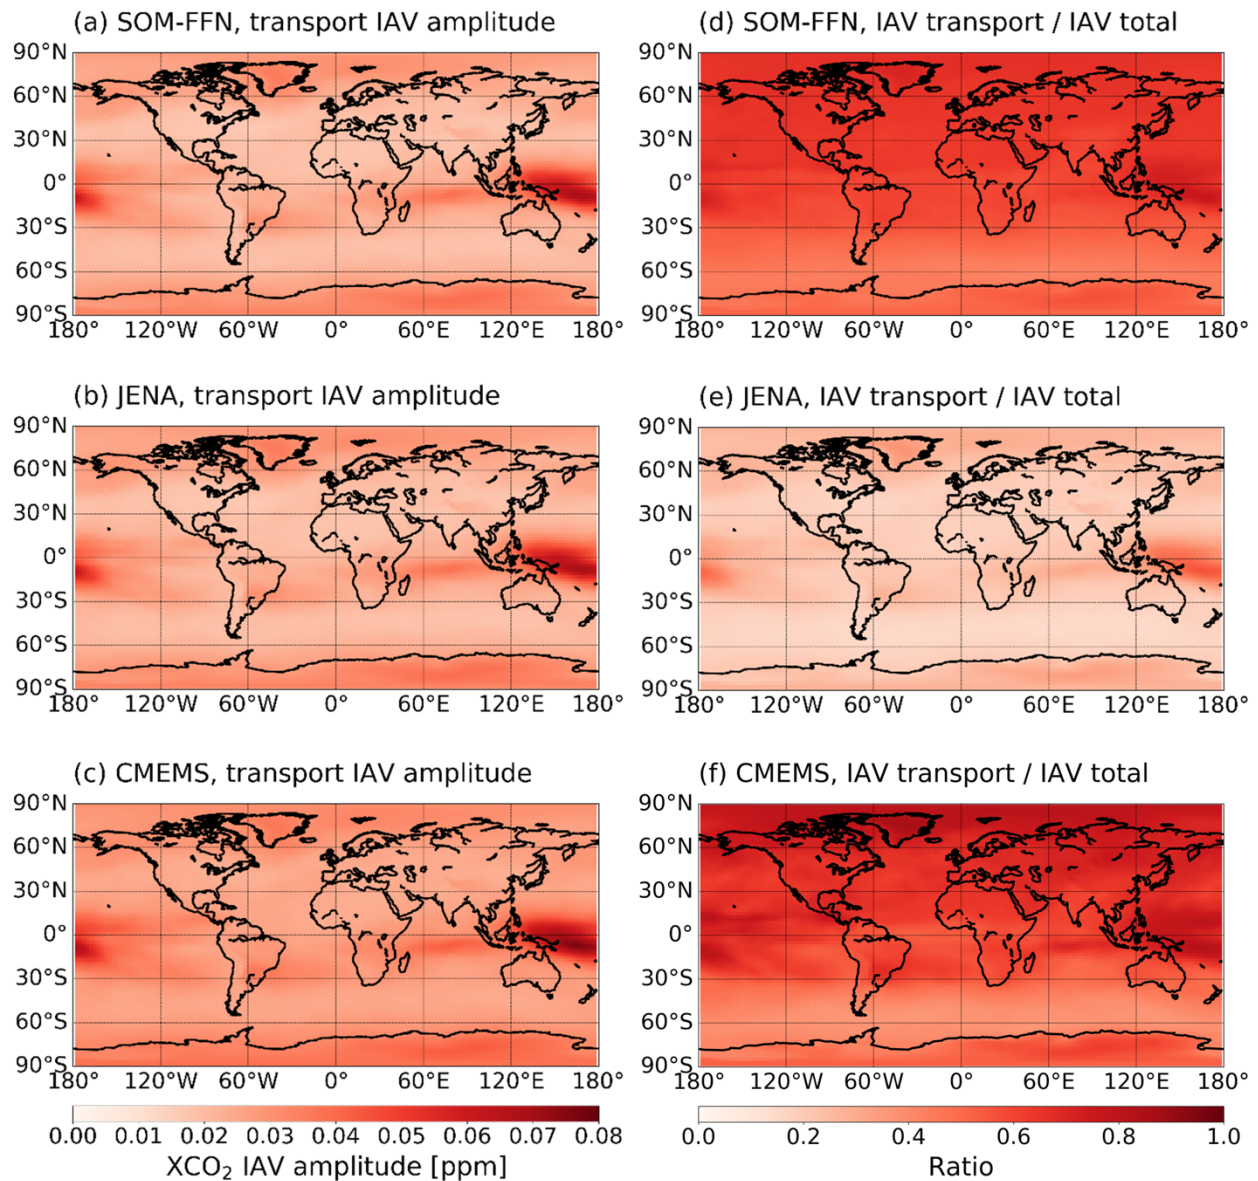 (a) SOM-FFN, transport IAV amplitude
90°N
60°N
30°N
0°
30°S
60°S
90°S
180° 120°W 60°W 0° 60°E 120°E 180°
(d) SOM-FFN, IAV transport / IAV total
90°N
60°N
30°N
0°
30°S
60°S
90°S
180° 120°W 60°W 0° 60°E 120°E 180°
(b) JENA, transport IAV amplitude
90°N
60°N
30°N
0°
30°S
60°S
90°S
180° 120°W 60°W 0° 60°E 120°E 180°
(e) JENA, IAV transport / IAV total
90°N
60°N
30°N
0°
30°S
60°S
90°S
180° 120°W 60°W 0° 60°E 120°E 180°
(c) CMEMS, transport IAV amplitude
90°N
60°N
30°N
0°
30°S
60°S
90°S
180° 120°W 60°W 0° 60°E 120°E 180°
(f) CMEMS, IAV transport / IAV total
90°N
60°N
30°N
0°
30°S
60°S
90°S
180° 120°W 60°W 0° 60°E 120°E 180°
0.00 0.01 0.02 0.03 0.04 0.05 0.06 0.07 0.08
XCO₂ IAV amplitude [ppm]
0.0 0.2 0.4 0.6 0.8 1.0
Ratio